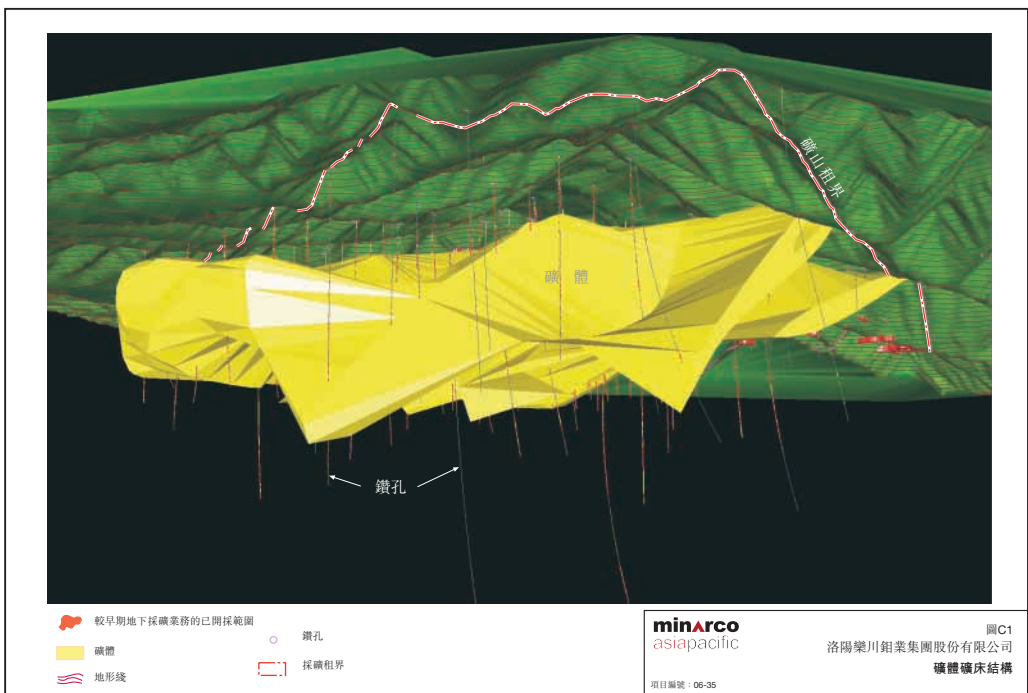 礦山租界
礦 體
鑽孔
較早期地下採礦業務的已開採範圍
礦體
地形綫
鑽孔
採礦租界
minarco
asiapacific
項目編號：06-35
圖C1
洛陽欒川鉬業集團股份有限公司
礦體礦床結構